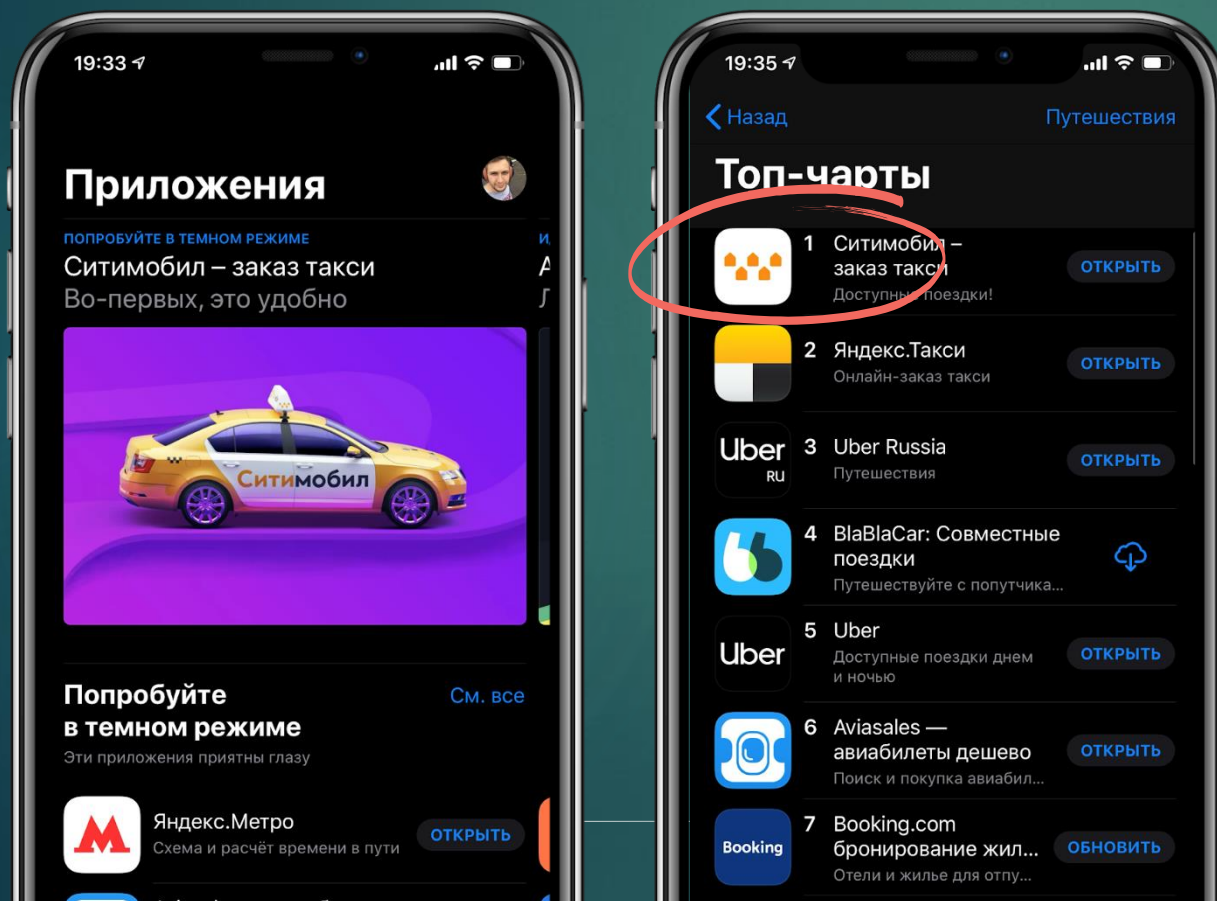 19:33
Приложения
ПОПРОБУЙТЕ В ТЕМНОМ РЕЖИМЕ
Ситимобил – заказ такси
Во-первых, это удобно
Ситимобил
Попробуйте
в темном режиме
См. все
Эти приложения приятны глазу
Яндекс.Метро
Схема и расчёт времени в пути
ОТКРЫТЬ
19:35
Назад
Путешествия
Топ-чарты
1 Ситимобил –
заказ такси
Доступные поездки!
ОТКРЫТЬ
2 Яндекс.Такси
Онлайн-заказ такси
ОТКРЫТЬ
Uber
RU
3 Uber Russia
Путешествия
ОТКРЫТЬ
4 BlaBlaCar: Совместные
поездки
Путешествуйте с попутчика...
Uber
5 Uber
Доступные поездки днем
и ночью
ОТКРЫТЬ
6 Aviasales —
авиабилеты дешево
Поиск и покупка авиабил...
ОТКРЫТЬ
Booking
7 Booking.com
бронирование жил...
Отели и жилье для отпу...
ОБНОВИТЬ